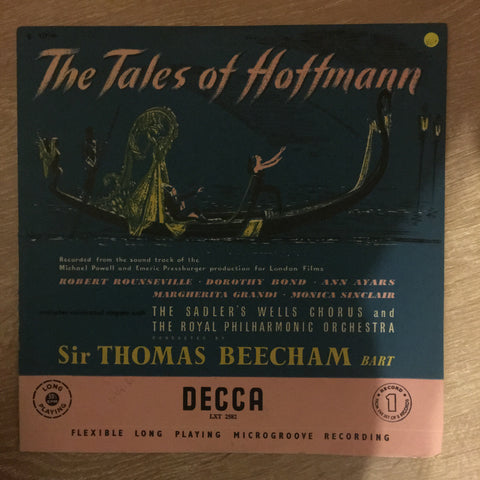 The Tales of Hoffmann
Recorded from the sound track of the
Michael Powell and Emeric Pressburger production for London Films
ROBERT ROUNSEVILLE · DOROTHY BOND · ANN AYARS
MARGHERITA GRANDI · MONICA SINCLAIR
THE SADLER'S WELLS CHORUS and
THE ROYAL PHILHARMONIC ORCHESTRA
CONDUCTED BY
Sir THOMAS BEECHAM BART
LONG
PLAYING
DECCA
LXT 2582
RECORD
1
FLEXIBLE LONG PLAYING MICROGROOVE RECORDING